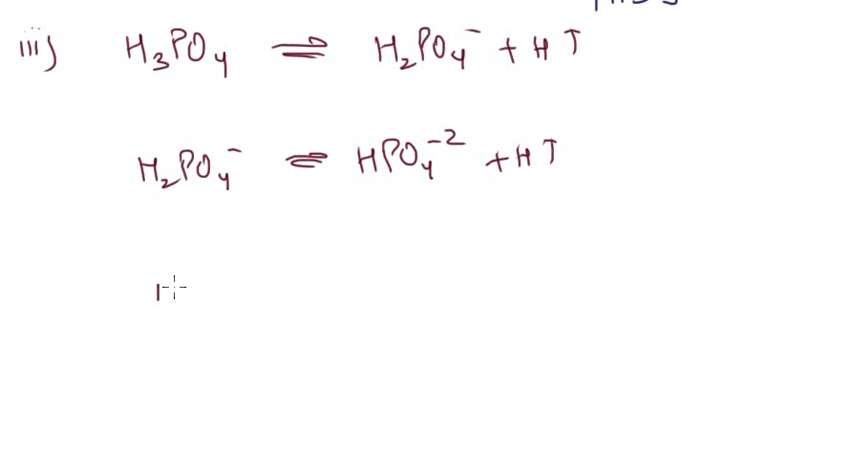 iii) H₃PO₄ ⇌ H₂PO₄⁻ + H⁺
H₂PO₄⁻ ⇌ HPO₄⁻² + H⁺